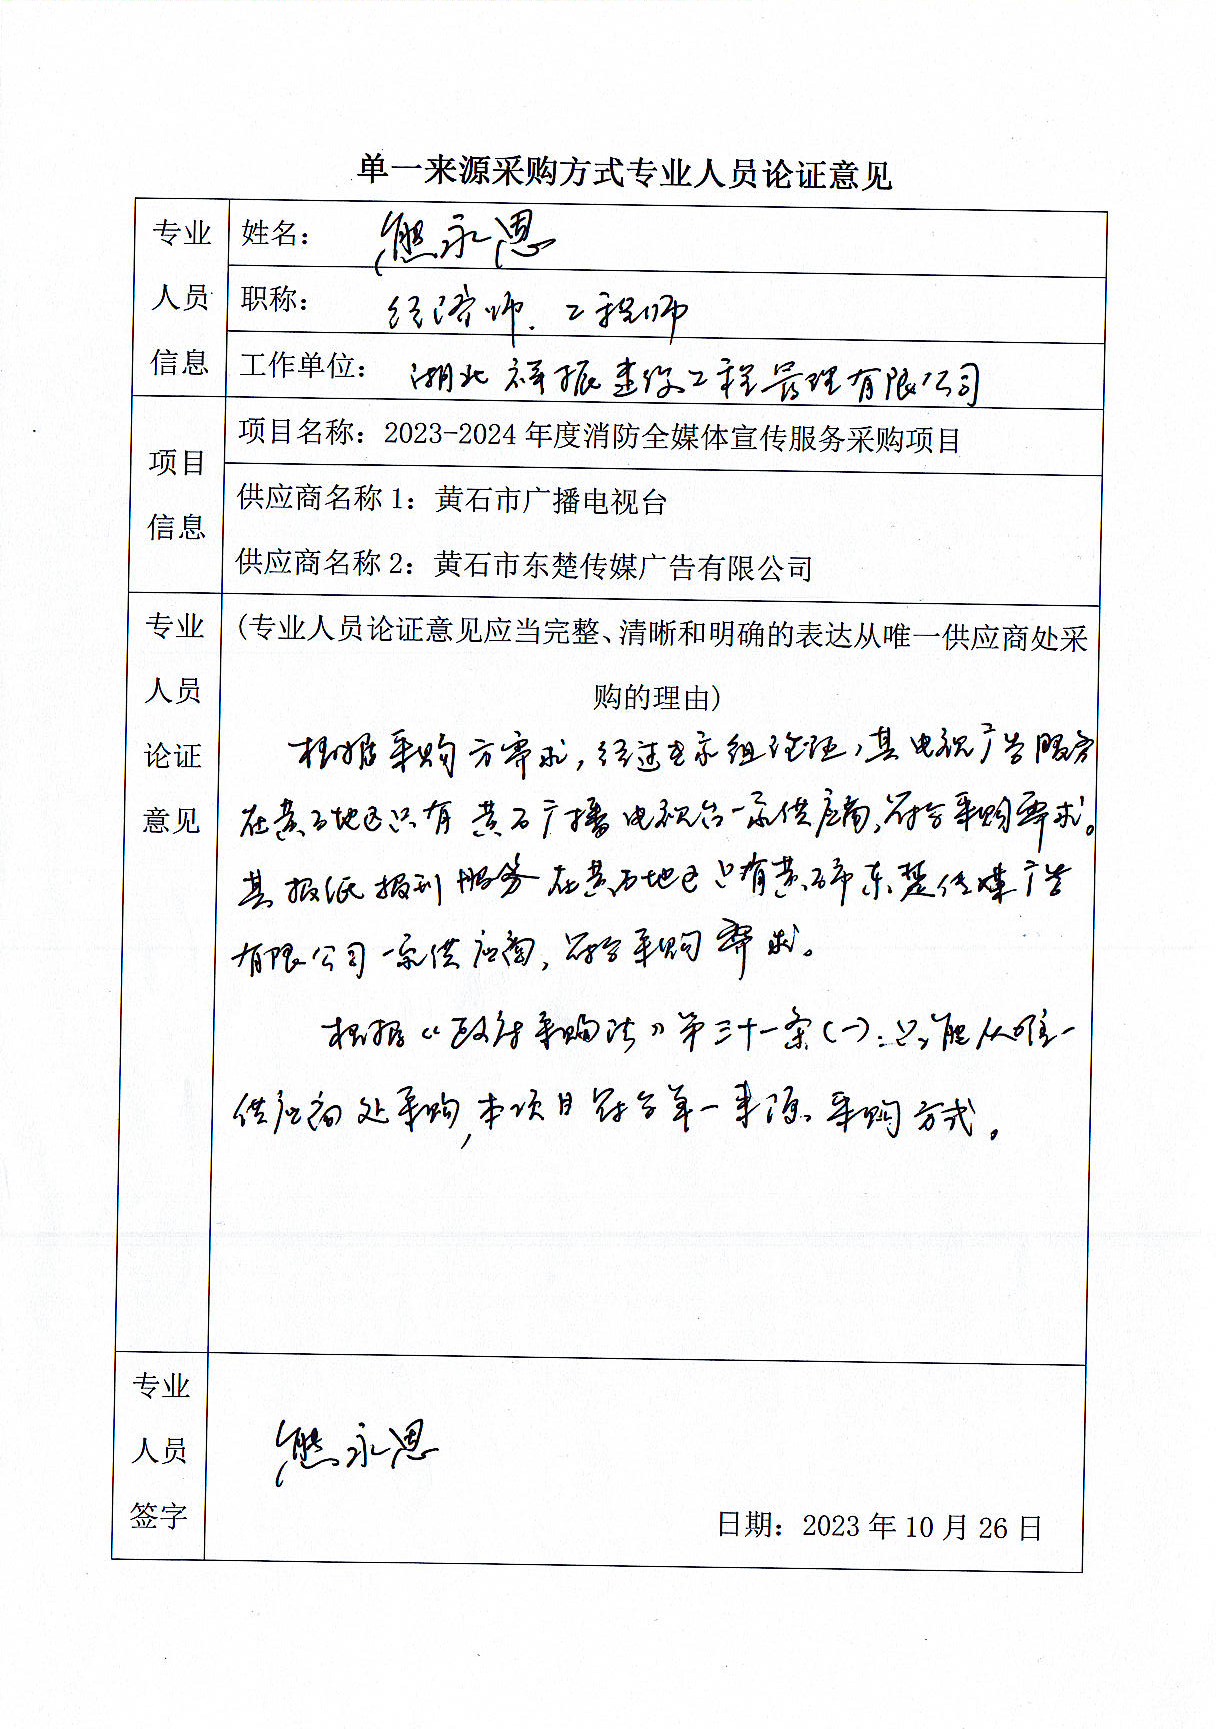 单一来源采购方式专业人员论证意见
专业人员信息
姓名： 熊永恩
职称： 经济师、工程师
工作单位： 湖北祥振建设工程管理有限公司
项目信息
项目名称：2023-2024年度消防全媒体宣传服务采购项目
供应商名称1：黄石市广播电视台
供应商名称2：黄石市东楚传媒广告有限公司
专业人员论证意见
(专业人员论证意见应当完整、清晰和明确的表达从唯一供应商处采
购的理由)
根据采购方需求，经过专家组论证，其电视广告服务
在黄石地区只有黄石广播电视台一家供应商，符合采购要求。
其报纸报刊服务在黄石地区只有黄石市东楚传媒广告
有限公司一家供应商，符合采购要求。
根据《政府采购法》第三十一条(一)：只能从唯一
供应商处采购，本项目符合单一来源采购方式。
专业人员签字
熊永恩
日期：2023年10月26日